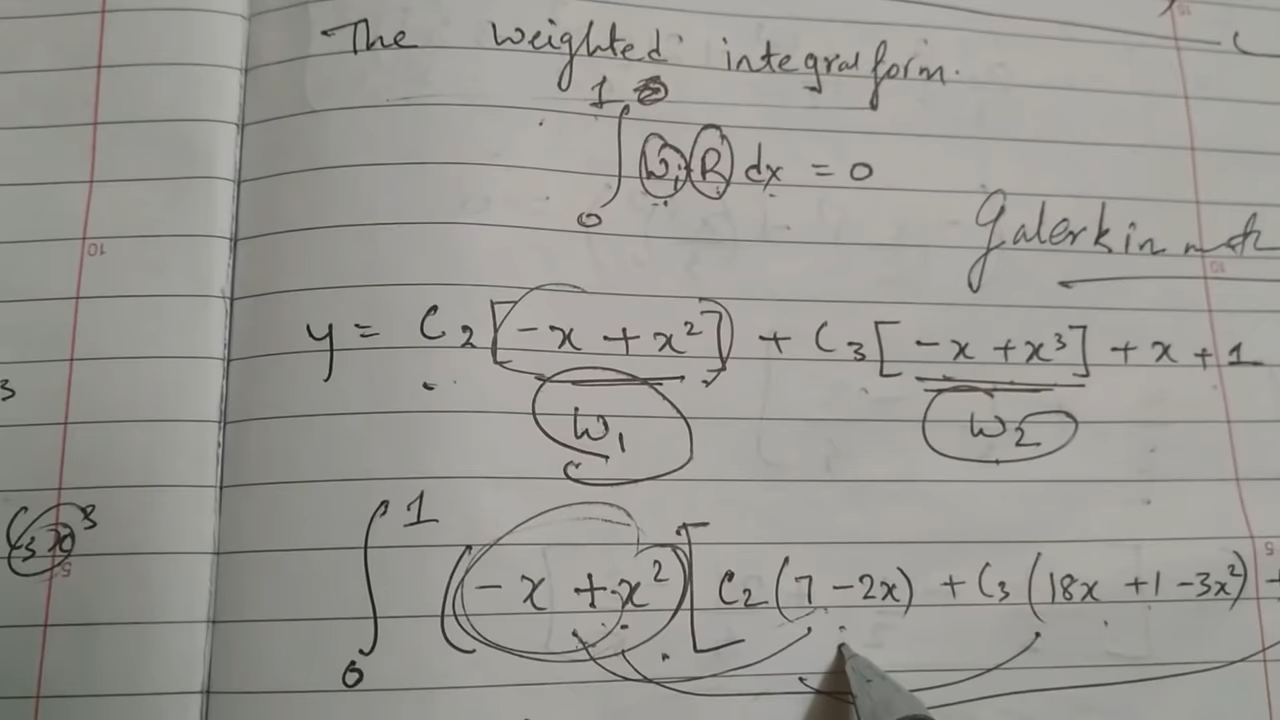 The weighted integral form.
∫₀¹ Wᵢ R dx = 0
Galerkin
y = C₂[-x + x²] + C₃[-x + x³] + x + 1
W₁ W₂
∫₀¹ (-x + x²) [C₂(7 - 2x) + C₃(18x + 1 - 3x²) +